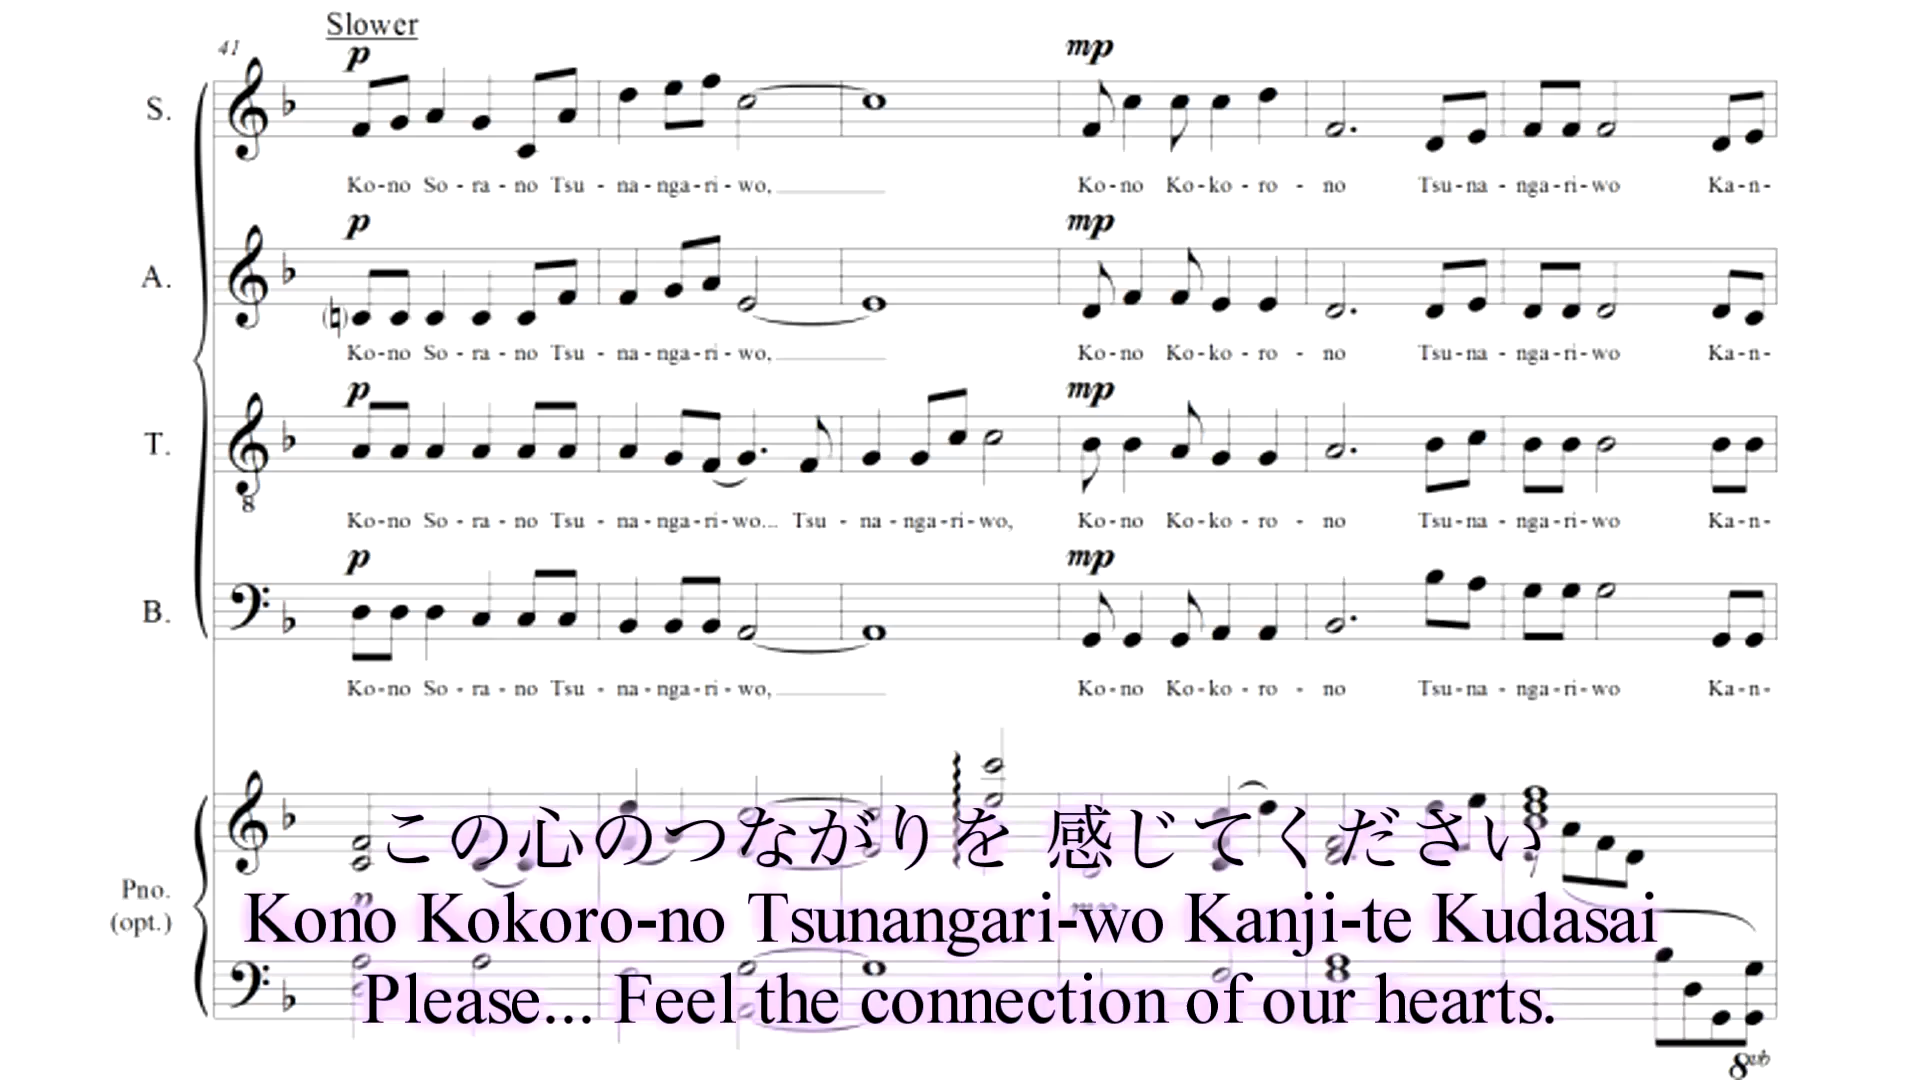 Slower
41
p
mp
S.
Ko-no So - ra - no Tsu - na - nga - ri - wo, Ko-no Ko-ko - ro - no Tsu-na - nga-ri-wo Ka-n-
p
mp
A.
Ko-no So - ra - no Tsu - na - nga - ri - wo, Ko-no Ko-ko - ro - no Tsu-na - nga-ri-wo Ka-n-
p
mp
T.
8
Ko-no So - ra - no Tsu - na - nga - ri-wo... Tsu - na - nga-ri-wo, Ko-no Ko-ko - ro - no Tsu-na - nga-ri-wo Ka-n-
p
mp
B.
Ko-no So - ra - no Tsu - na - nga - ri - wo, Ko-no Ko-ko - ro - no Tsu-na - nga-ri-wo Ka-n-
Pno.
(opt.)
この心のつながりを 感じてください
Kono Kokoro-no Tsunangari-wo Kanji-te Kudasai
Please... Feel the connection of our hearts.
8vb